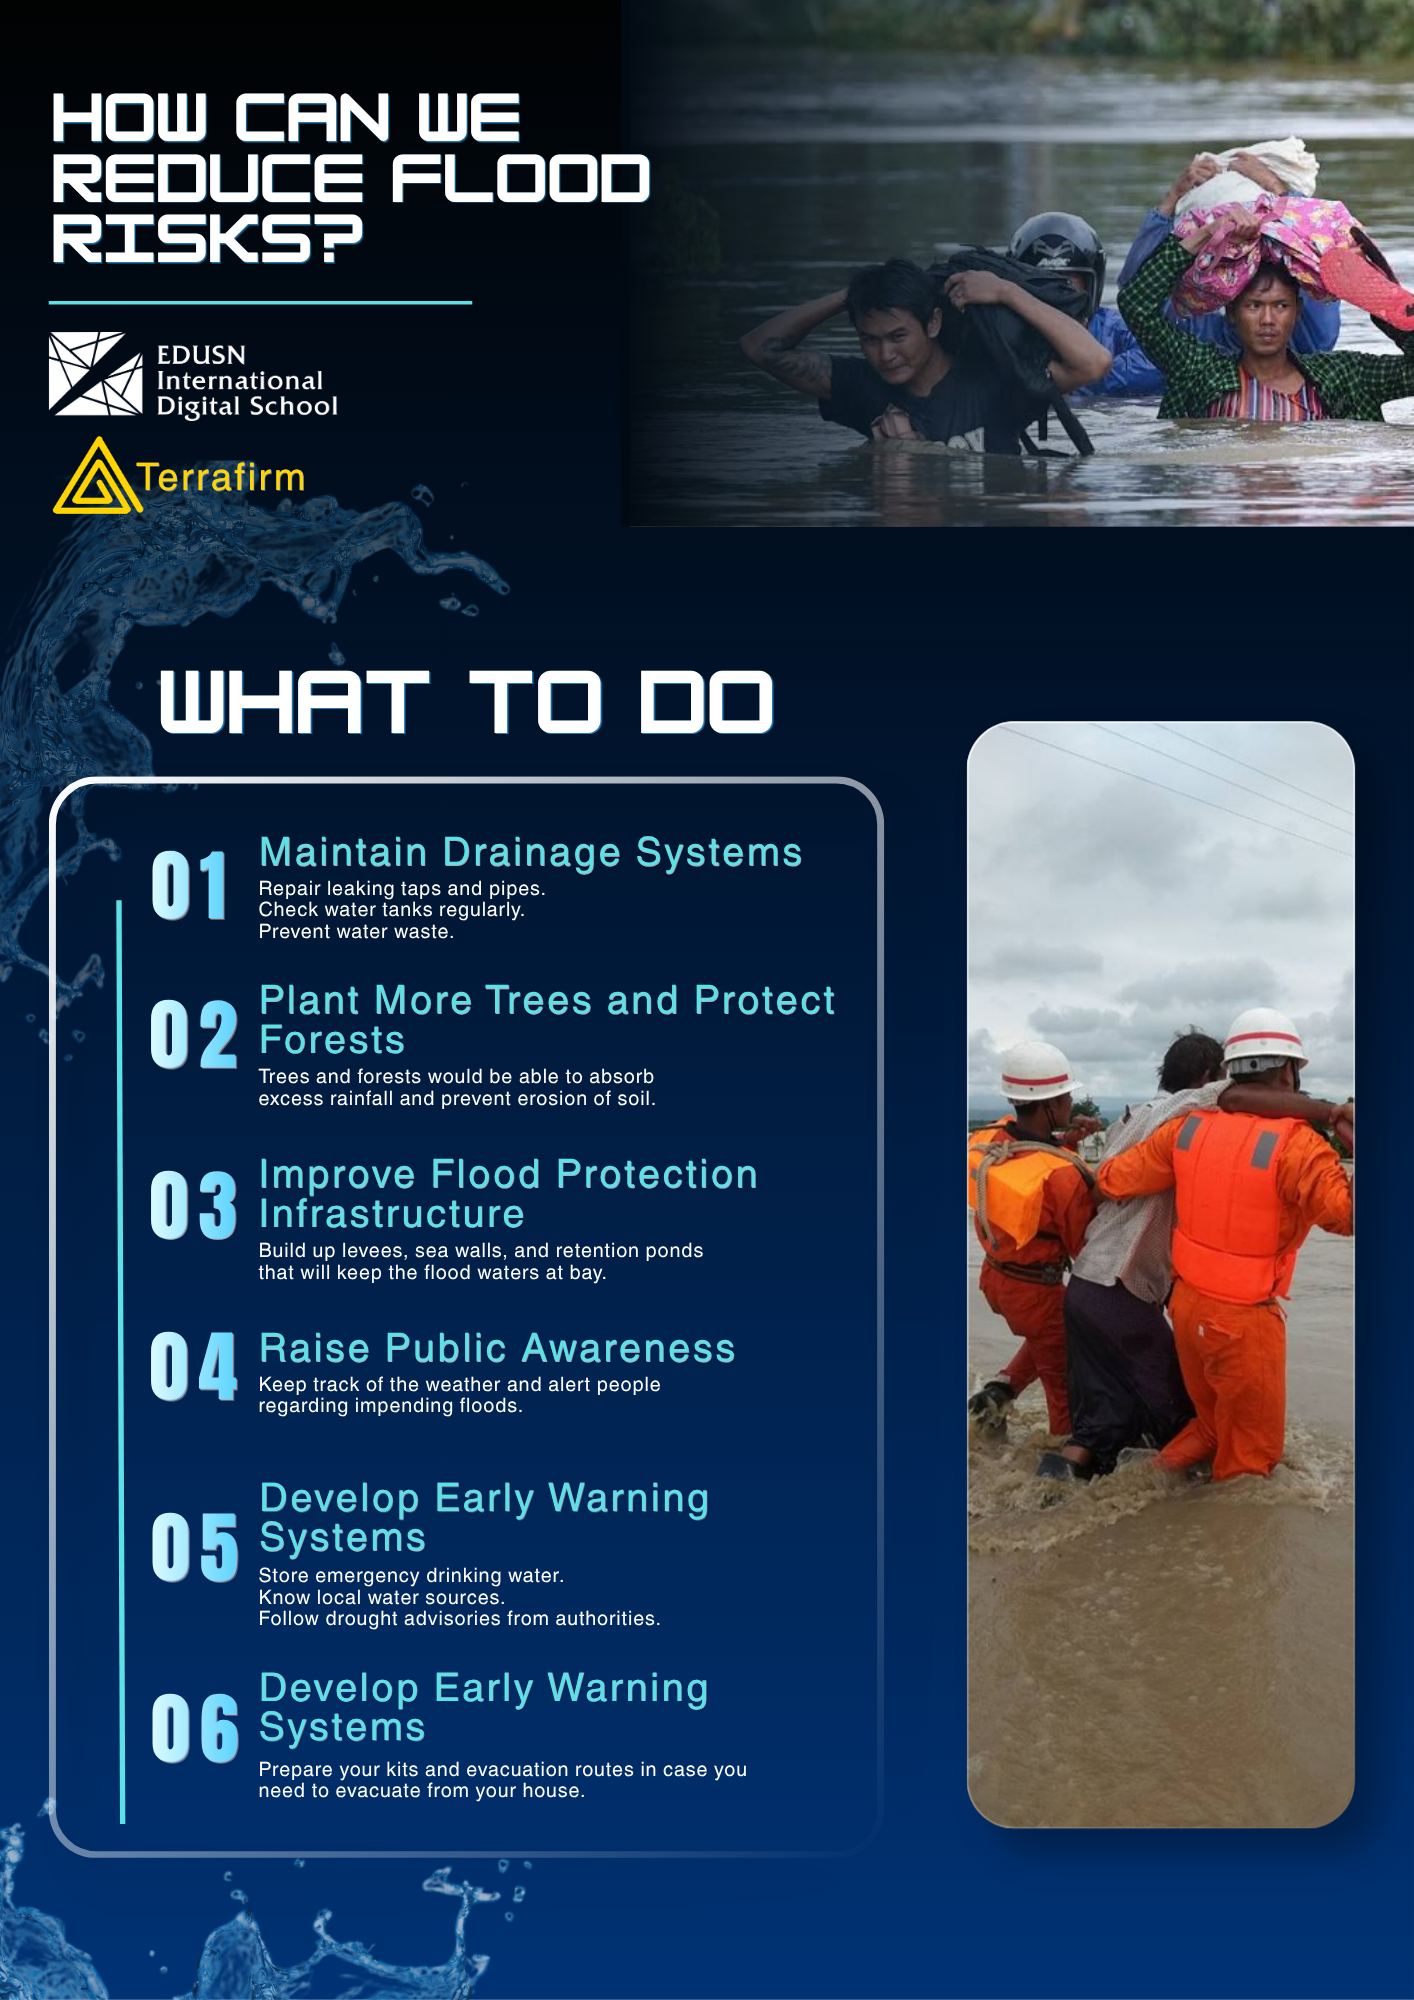 HOW CAN WE
REDUCE FLOOD
RISKS?
EDUSN
International
Digital School
Terrafirm
WHAT TO DO
01
Maintain Drainage Systems
Repair leaking taps and pipes.
Check water tanks regularly.
Prevent water waste.
02
Plant More Trees and Protect
Forests
Trees and forests would be able to absorb
excess rainfall and prevent erosion of soil.
03
Improve Flood Protection
Infrastructure
Build up levees, sea walls, and retention ponds
that will keep the flood waters at bay.
04
Raise Public Awareness
Keep track of the weather and alert people
regarding impending floods.
05
Develop Early Warning
Systems
Store emergency drinking water.
Know local water sources.
Follow drought advisories from authorities.
06
Develop Early Warning
Systems
Prepare your kits and evacuation routes in case you
need to evacuate from your house.